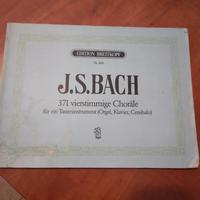 EDITION BREITKOPF
J. S. BACH
371 vierstimmige Choräle
für ein Tasteninstrument (Orgel, Klavier, Cembalo)